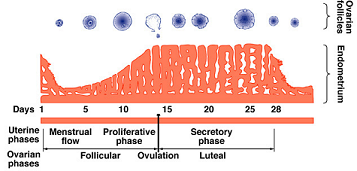 Ovarian
follicles
Endometrium
Days 1 5 10 15 20 25 28
Uterine
phases
Menstrual
flow
Proliferative
phase
Secretory
phase
Ovarian
phases
Follicular Ovulation Luteal